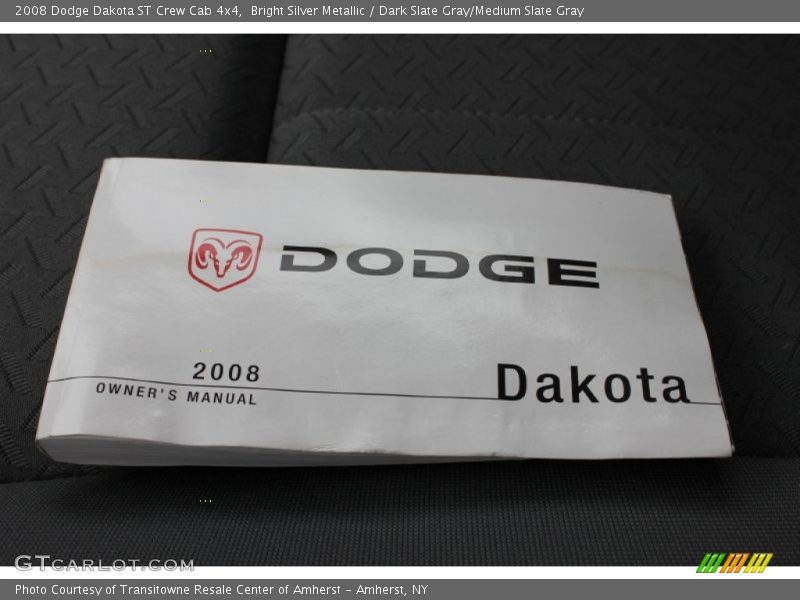 2008 Dodge Dakota ST Crew Cab 4x4,  Bright Silver Metallic / Dark Slate Gray/Medium Slate Gray
DODGE
2008
OWNER'S MANUAL
Dakota
GTCARLOT.COM
Photo Courtesy of Transitowne Resale Center of Amherst - Amherst, NY